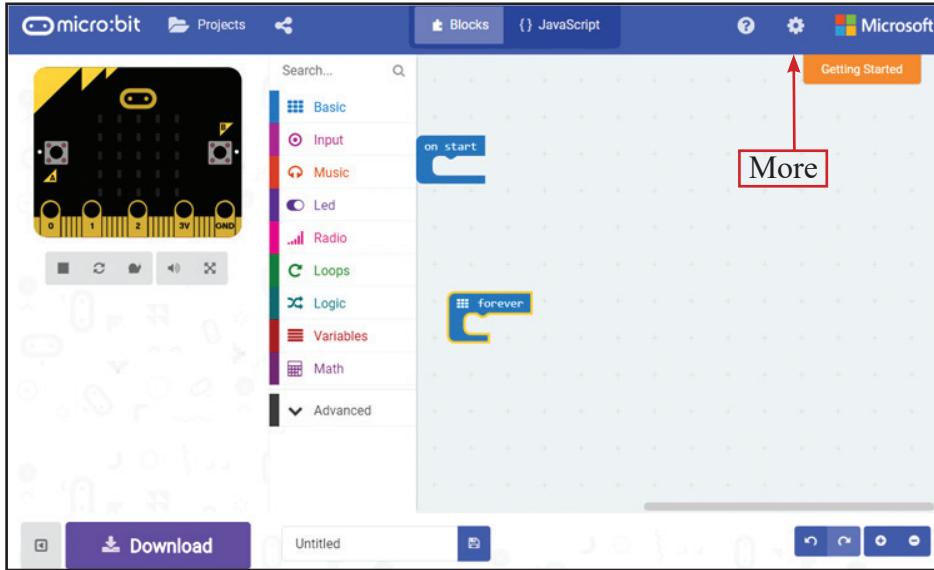 micro:bit Projects Blocks {} JavaScript ? Microsoft
Getting Started
More
Search...
Basic
Input
Music
Led
Radio
Loops
Logic
Variables
Math
Advanced
B
A
0 1 2 3V GND
on start
forever
Download
Untitled